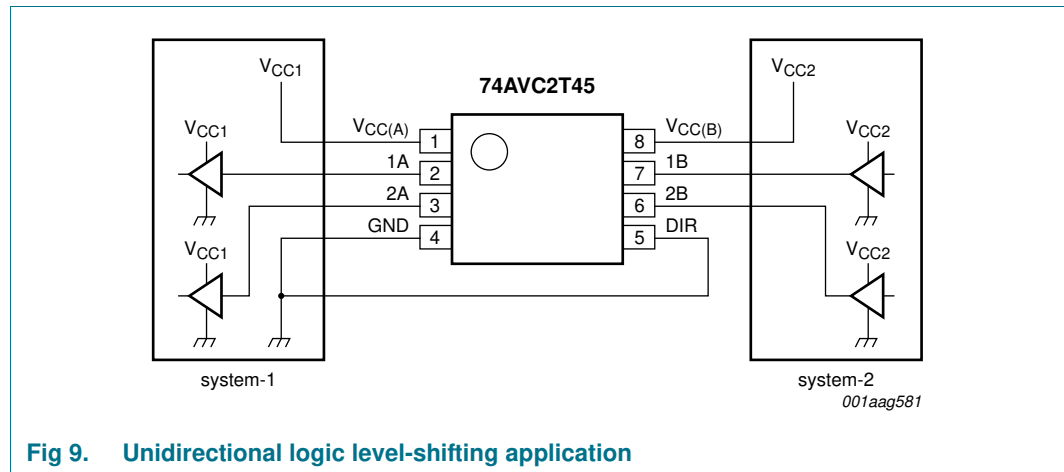 74AVC2T45
VCC1
VCC2
VCC(A)
1
8
VCC(B)
VCC1
VCC2
1A
2
7
1B
2A
3
6
2B
GND
4
5
DIR
VCC1
VCC2
system-1
system-2
001aag581
Fig 9. Unidirectional logic level-shifting application